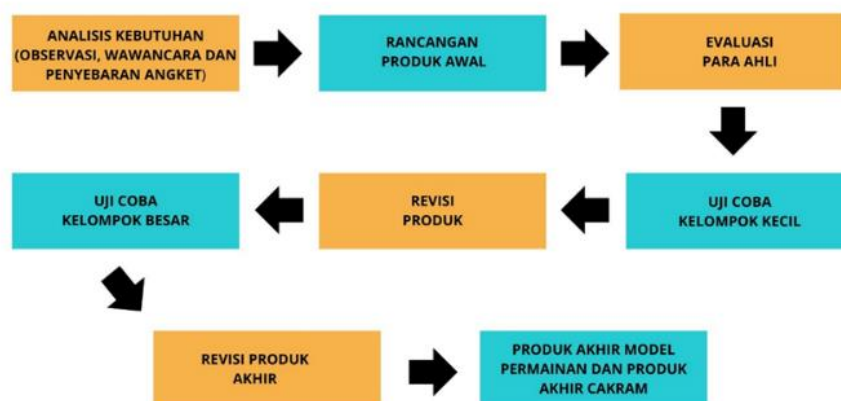 ANALISIS KEBUTUHAN
(OBSERVASI, WAWANCARA DAN
PENYEBARAN ANGKET)
RANCANGAN
PRODUK AWAL
EVALUASI
PARA AHLI
UJI COBA
KELOMPOK BESAR
REVISI
PRODUK
UJI COBA
KELOMPOK KECIL
REVISI PRODUK
AKHIR
PRODUK AKHIR MODEL
PERMAINAN DAN PRODUK
AKHIR CAKRAM